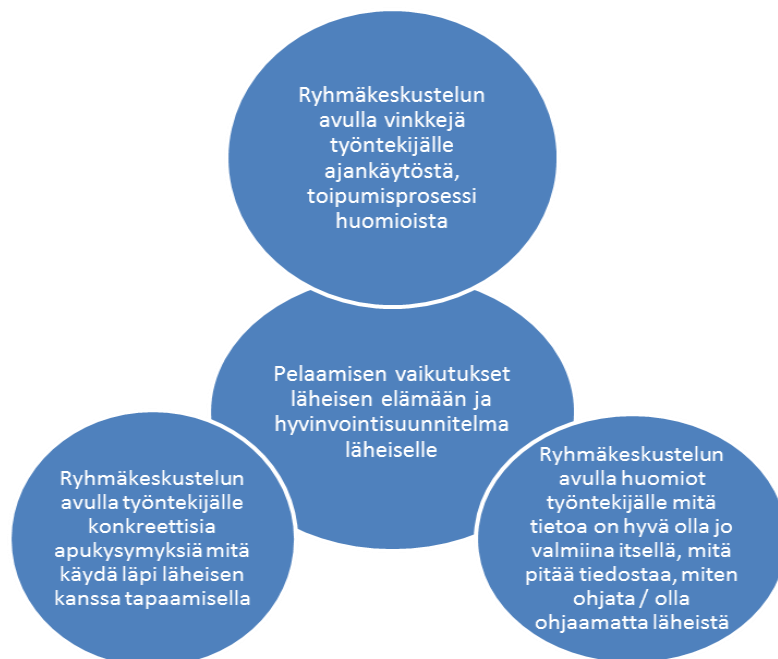 Ryhmäkeskustelun
avulla vinkkejä
työntekijälle
ajankäytöstä,
toipumisprosessi
huomioista
Pelaamisen vaikutukset
läheisen elämään ja
hyvinvointisuunnitelma
läheiselle
Ryhmäkeskustelun
avulla työntekijälle
konkreettisia
apukysymyksiä mitä
käydä läpi läheisen
kanssa tapaamisella
Ryhmäkeskustelun
avulla huomiot
työntekijälle mitä
tietoa on hyvä olla jo
valmiina itsellä, mitä
pitää tiedostaa, miten
ohjata / olla
ohjaamatta läheistä